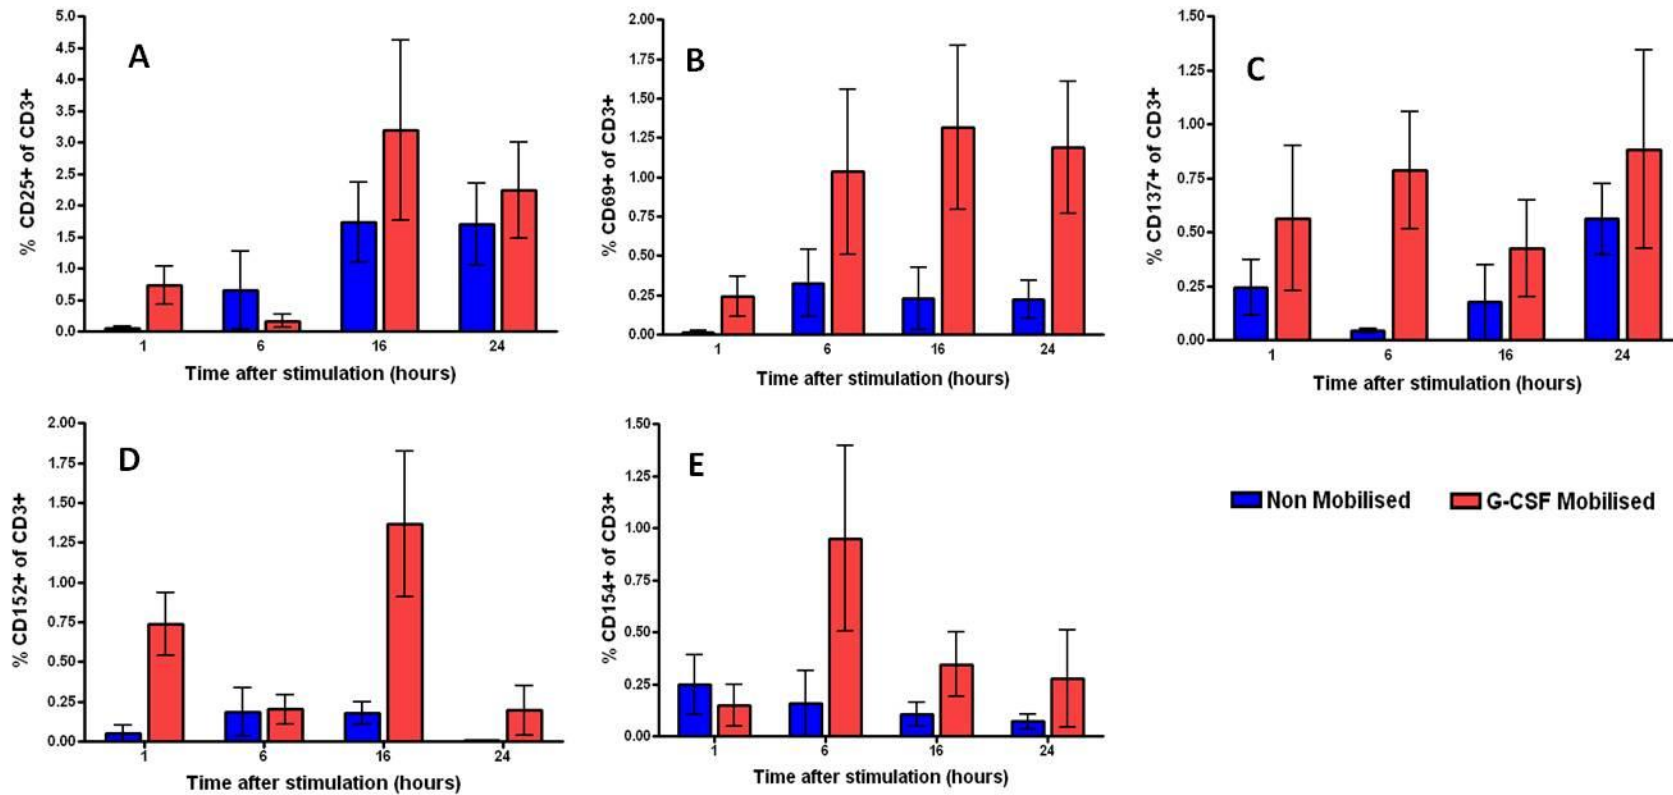 A
% CD25+ of CD3+
5.0
4.5
4.0
3.5
3.0
2.5
2.0
1.5
1.0
0.5
0.0
1 6 16 24
Time after stimulation (hours)
B
% CD69+ of CD3+
2.00
1.75
1.50
1.25
1.00
0.75
0.50
0.25
0.00
1 6 16 24
Time after stimulation (hours)
C
% CD137+ of CD3+
1.50
1.25
1.00
0.75
0.50
0.25
0.00
1 6 16 24
Time after stimulation (hours)
D
% CD152+ of CD3+
2.00
1.75
1.50
1.25
1.00
0.75
0.50
0.25
0.00
1 6 16 24
Time after stimulation (hours)
E
% CD154+ of CD3+
1.50
1.25
1.00
0.75
0.50
0.25
0.00
1 6 16 24
Time after stimulation (hours)
Non Mobilised G-CSF Mobilised